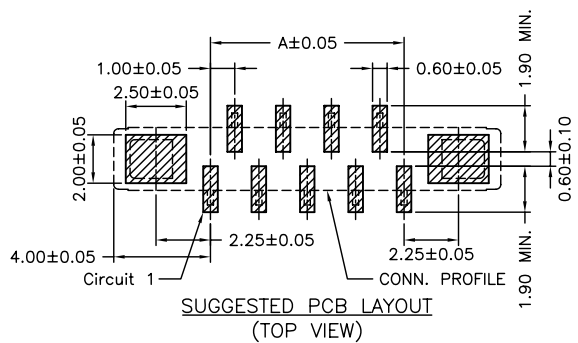 A±0.05
1.00±0.05
0.60±0.05
1.90 MIN.
2.50±0.05
2.00±0.05
0.60±0.10
4.00±0.05
2.25±0.05
2.25±0.05
1.90 MIN.
Circuit 1
CONN. PROFILE
SUGGESTED PCB LAYOUT
(TOP VIEW)